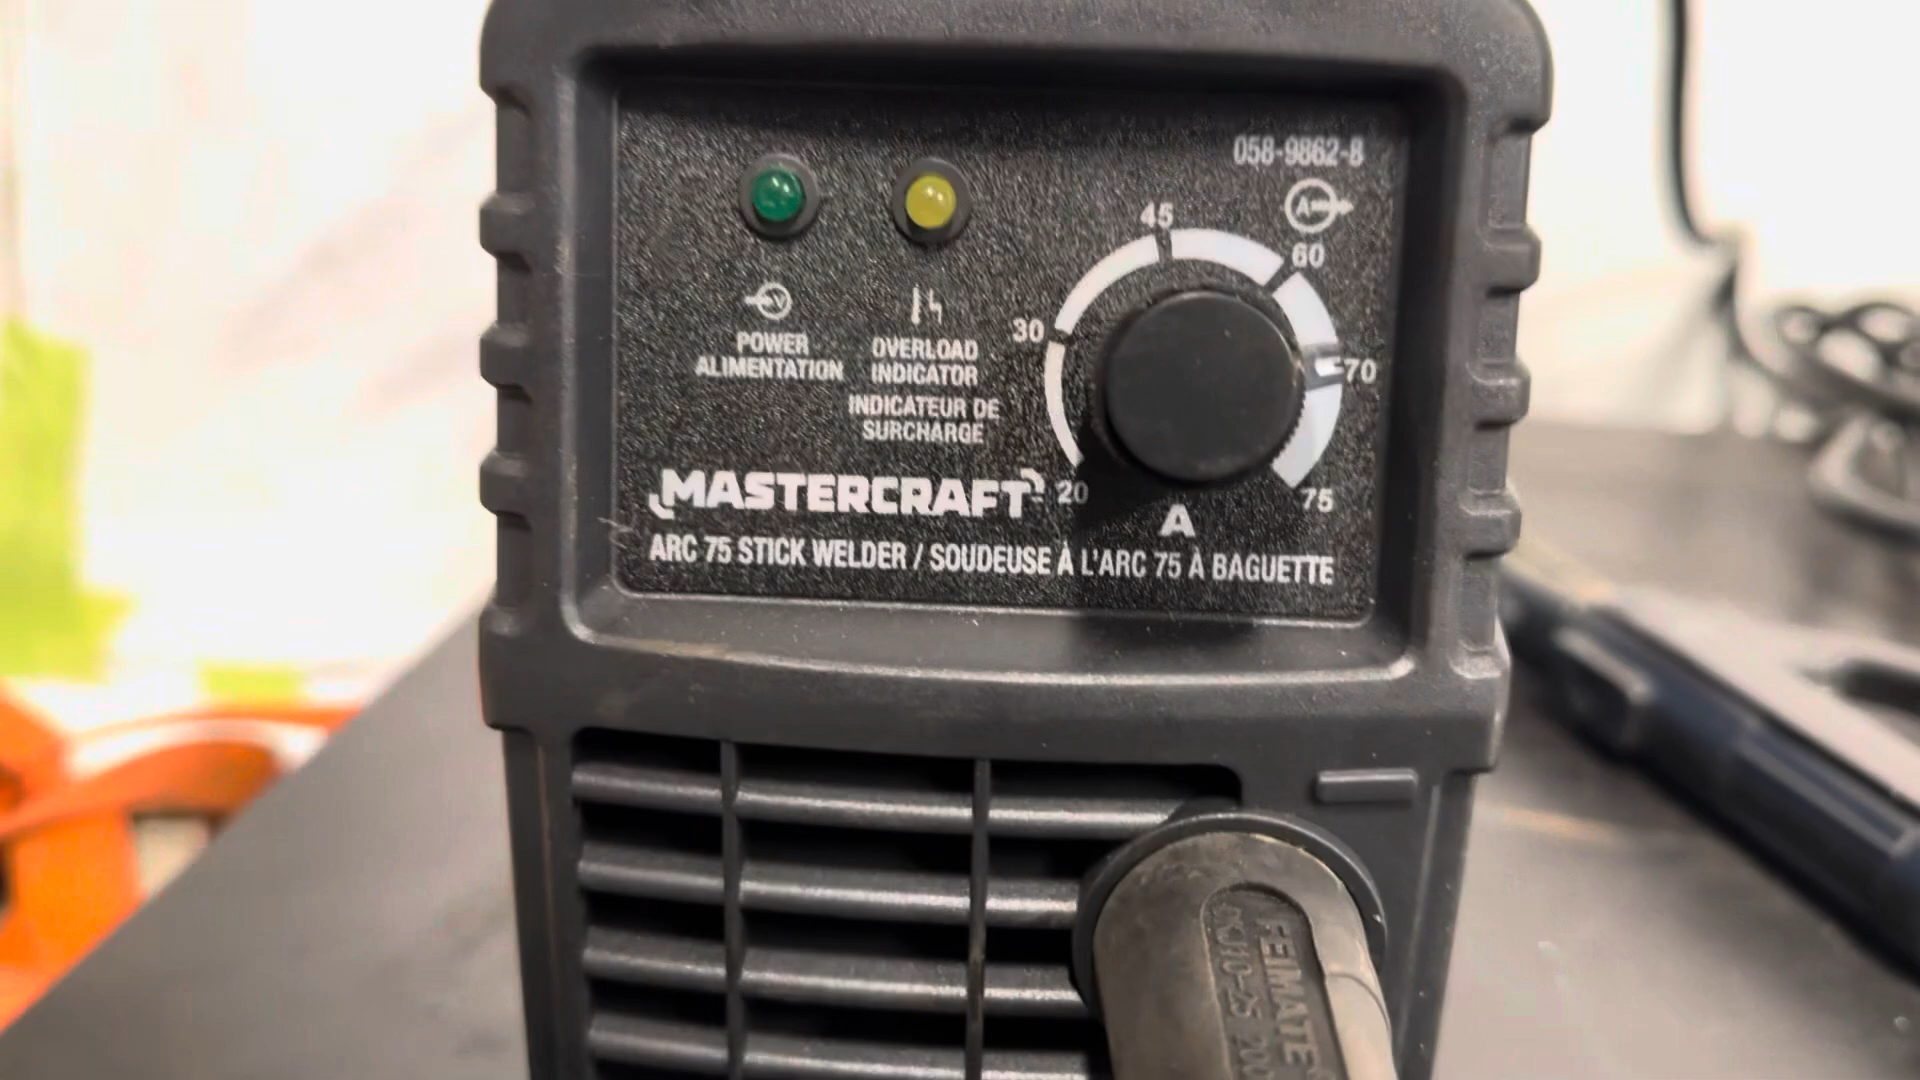 058-9862-8
A
45
60
30
70
20
75
A
V
POWER
ALIMENTATION
OVERLOAD
INDICATOR
INDICATEUR DE
SURCHARGE
MASTERCRAFT
ARC 75 STICK WELDER / SOUDEUSE À L'ARC 75 À BAGUETTE
FEIMATE